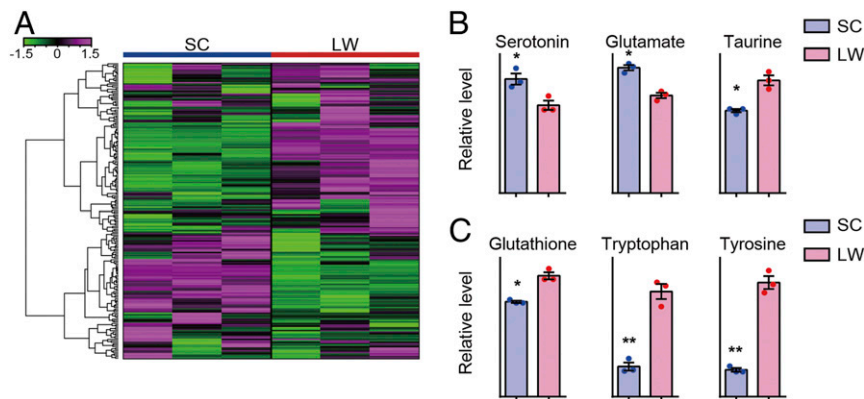 A
-1.5 0 1.5
SC LW
B
Serotonin Glutamate Taurine
* * *
Relative level
SC
LW
C
Glutathione Tryptophan Tyrosine
* ** **
Relative level
SC
LW